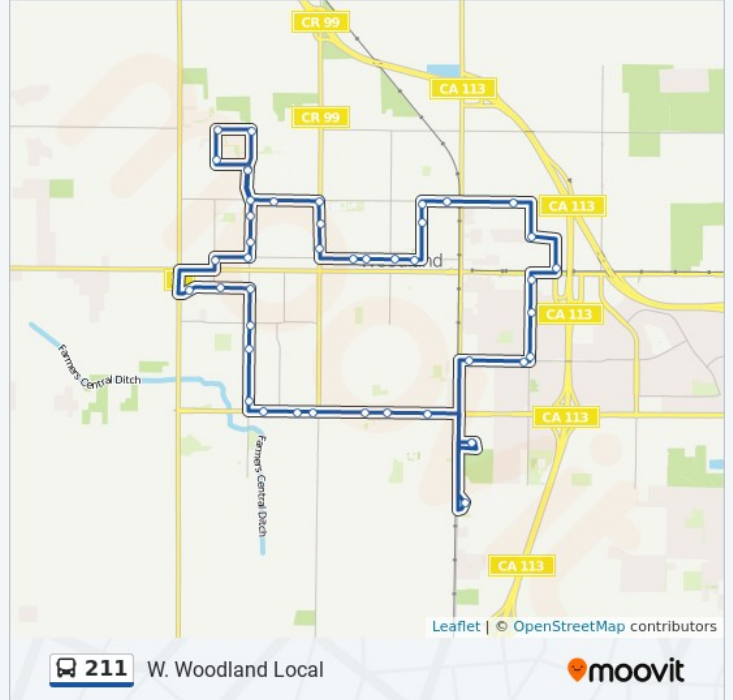 CR 99
CA 113
CR 99
CA 113
Woodland
CA 113
Farmers Central Ditch
CA 113
Farmers Central Ditch
CA 113
Leaflet | © OpenStreetMap contributors
211 W. Woodland Local
moovit